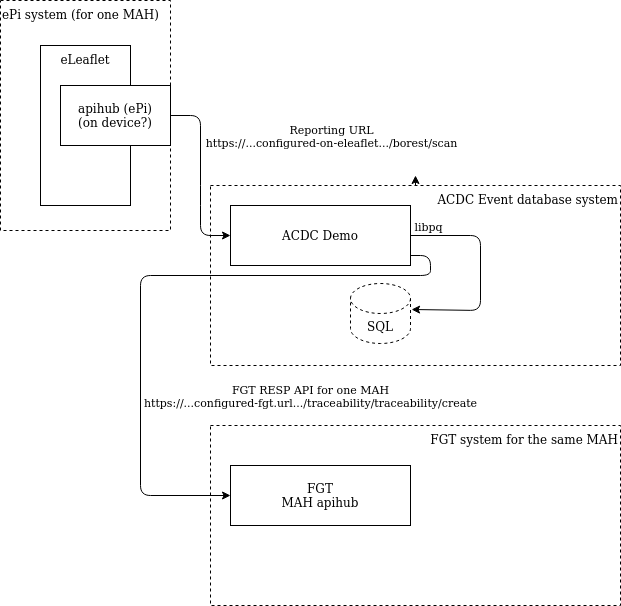 ePi system (for one MAH)
eLeaflet
apihub (ePi)
(on device?)
Reporting URL
https://...configured-on-eleaflet.../borest/scan
ACDC Event database system
ACDC Demo
libpq
SQL
FGT RESP API for one MAH
https://...configured-fgt.url.../traceability/traceability/create
FGT system for the same MAH
FGT
MAH apihub